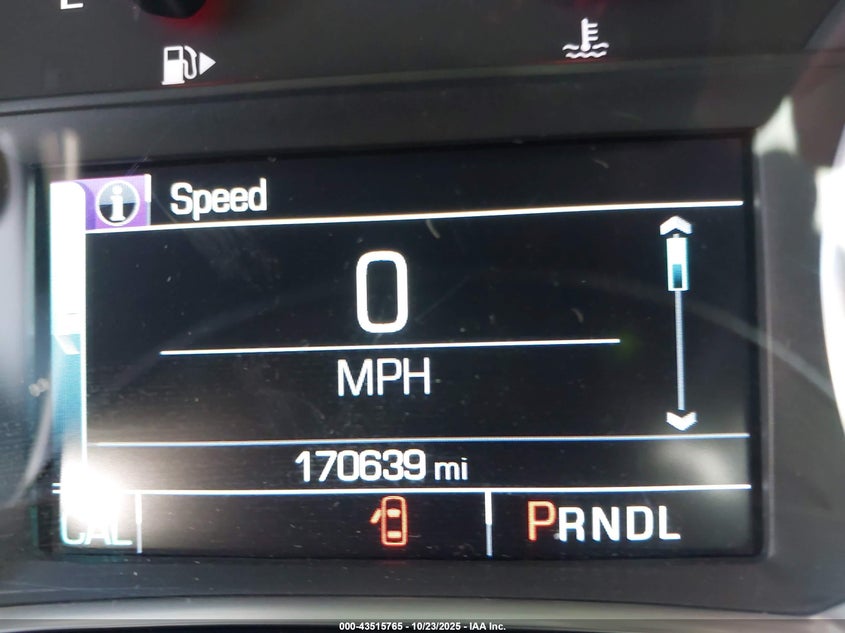 E
Speed
0
MPH
170639 mi
CAL
PRNDL
000-43515765 - 10/23/2025 - IAA Inc.